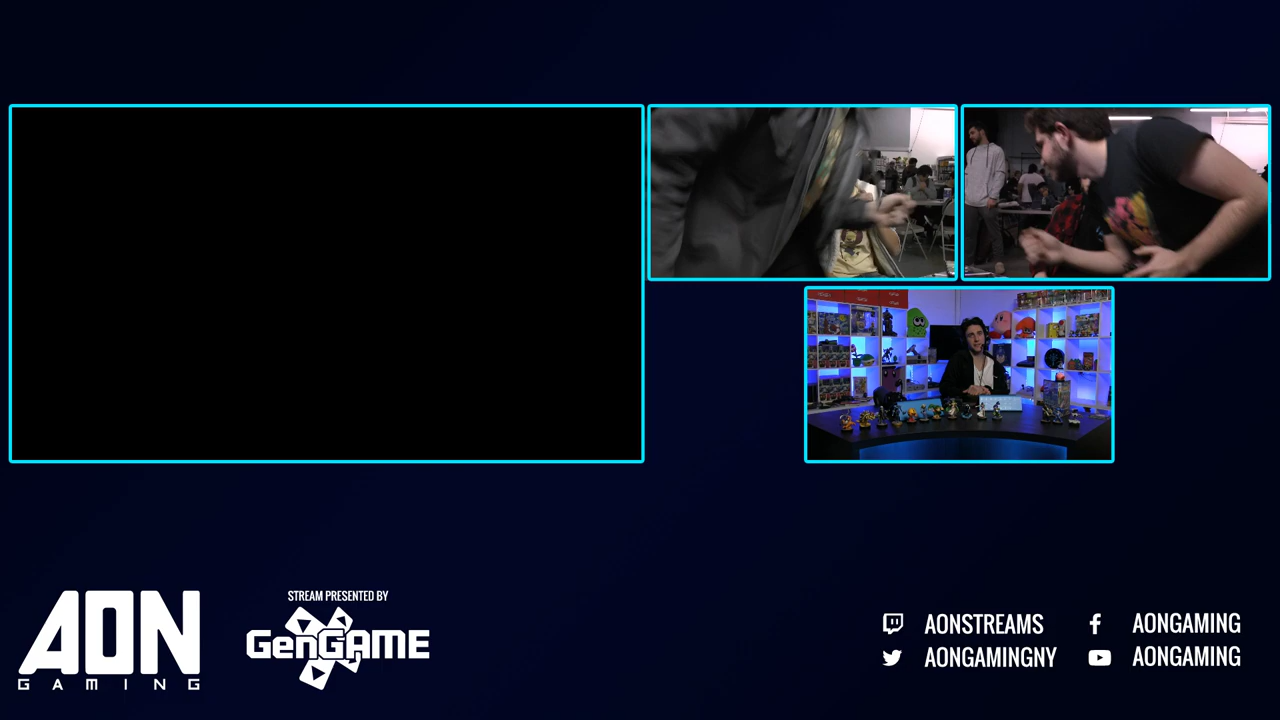 STREAM PRESENTED BY
AON
GAMING
GENGAME
AONSTREAMS
AONGAMING
AONGAMINGNY
AONGAMING